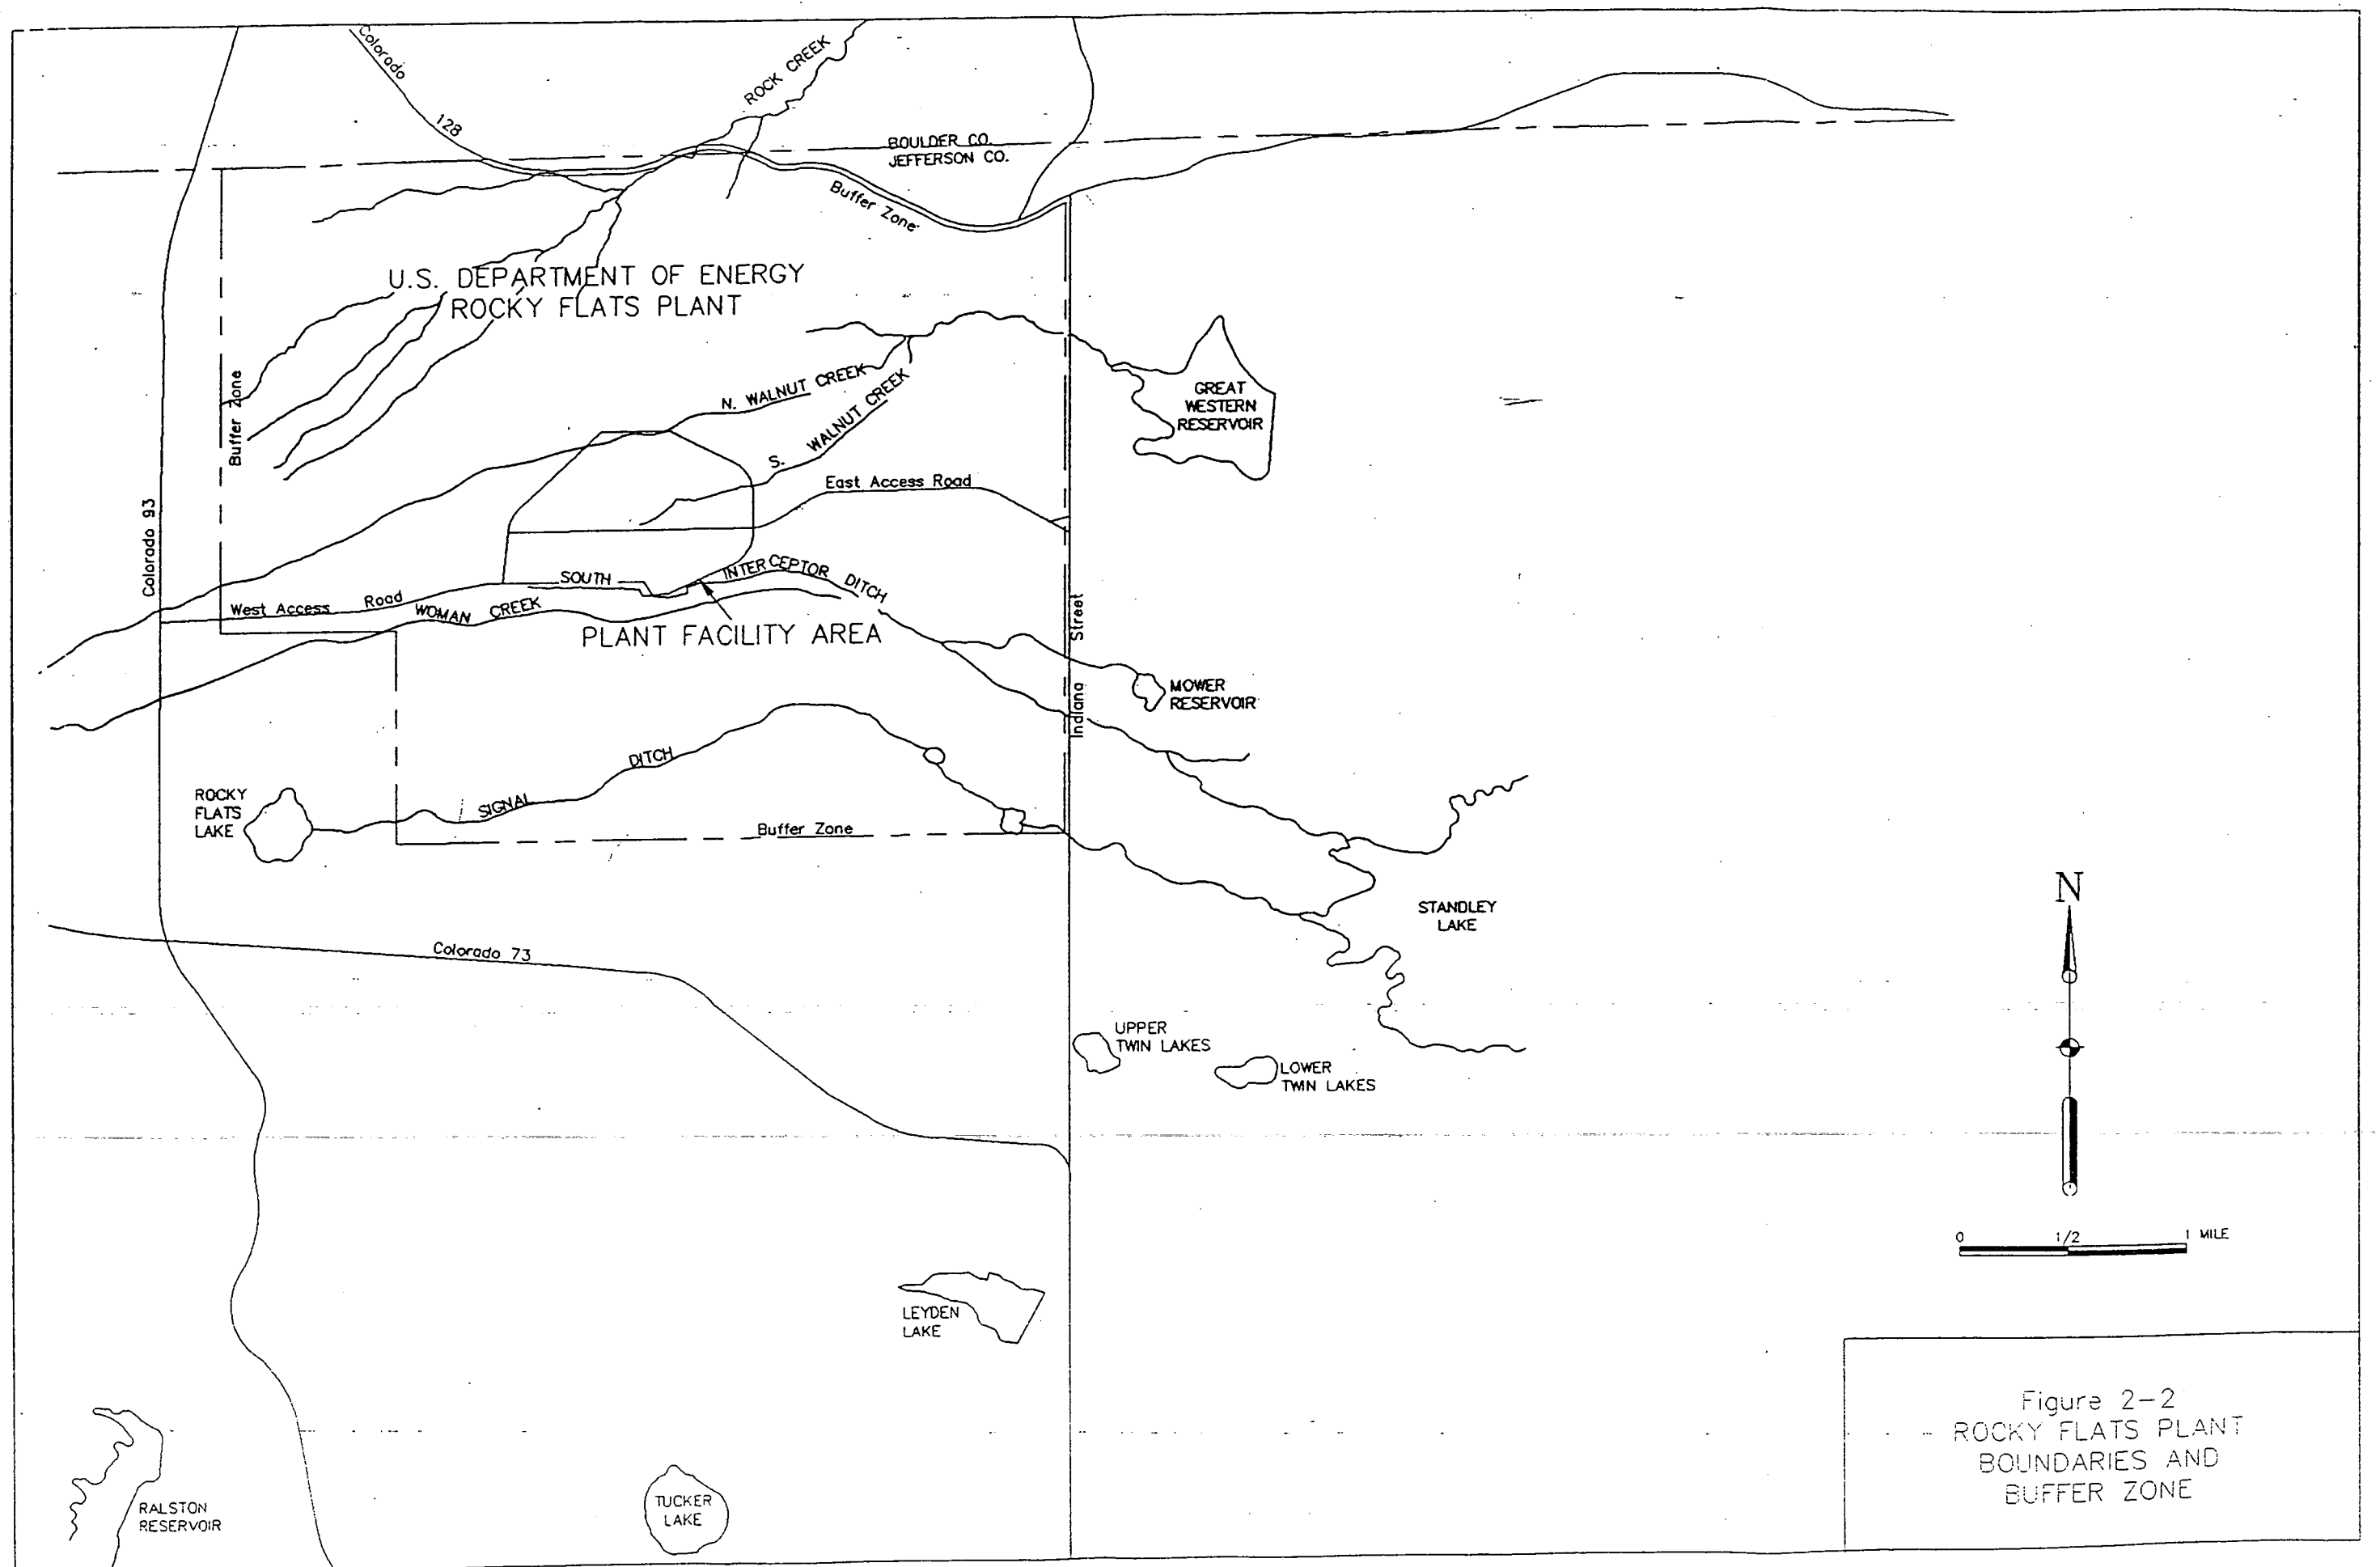 Colorado
128
ROCK CREEK
BOULDER CO.
JEFFERSON CO.
Buffer Zone
U.S. DEPARTMENT OF ENERGY
ROCKY FLATS PLANT
Buffer Zone
N. WALNUT CREEK
S. WALNUT CREEK
GREAT
WESTERN
RESERVOIR
East Access Road
Colorado 93
SOUTH INTERCEPTOR DITCH
West Access Road
WOMAN CREEK
PLANT FACILITY AREA
Indiana Street
MOWER
RESERVOIR
ROCKY
FLATS
LAKE
SIGNAL DITCH
Buffer Zone
STANDLEY
LAKE
N
Colorado 73
UPPER
TWIN LAKES
LOWER
TWIN LAKES
0 1/2 1 MILE
LEYDEN
LAKE
RALSTON
RESERVOIR
TUCKER
LAKE
Figure 2-2
ROCKY FLATS PLANT
BOUNDARIES AND
BUFFER ZONE